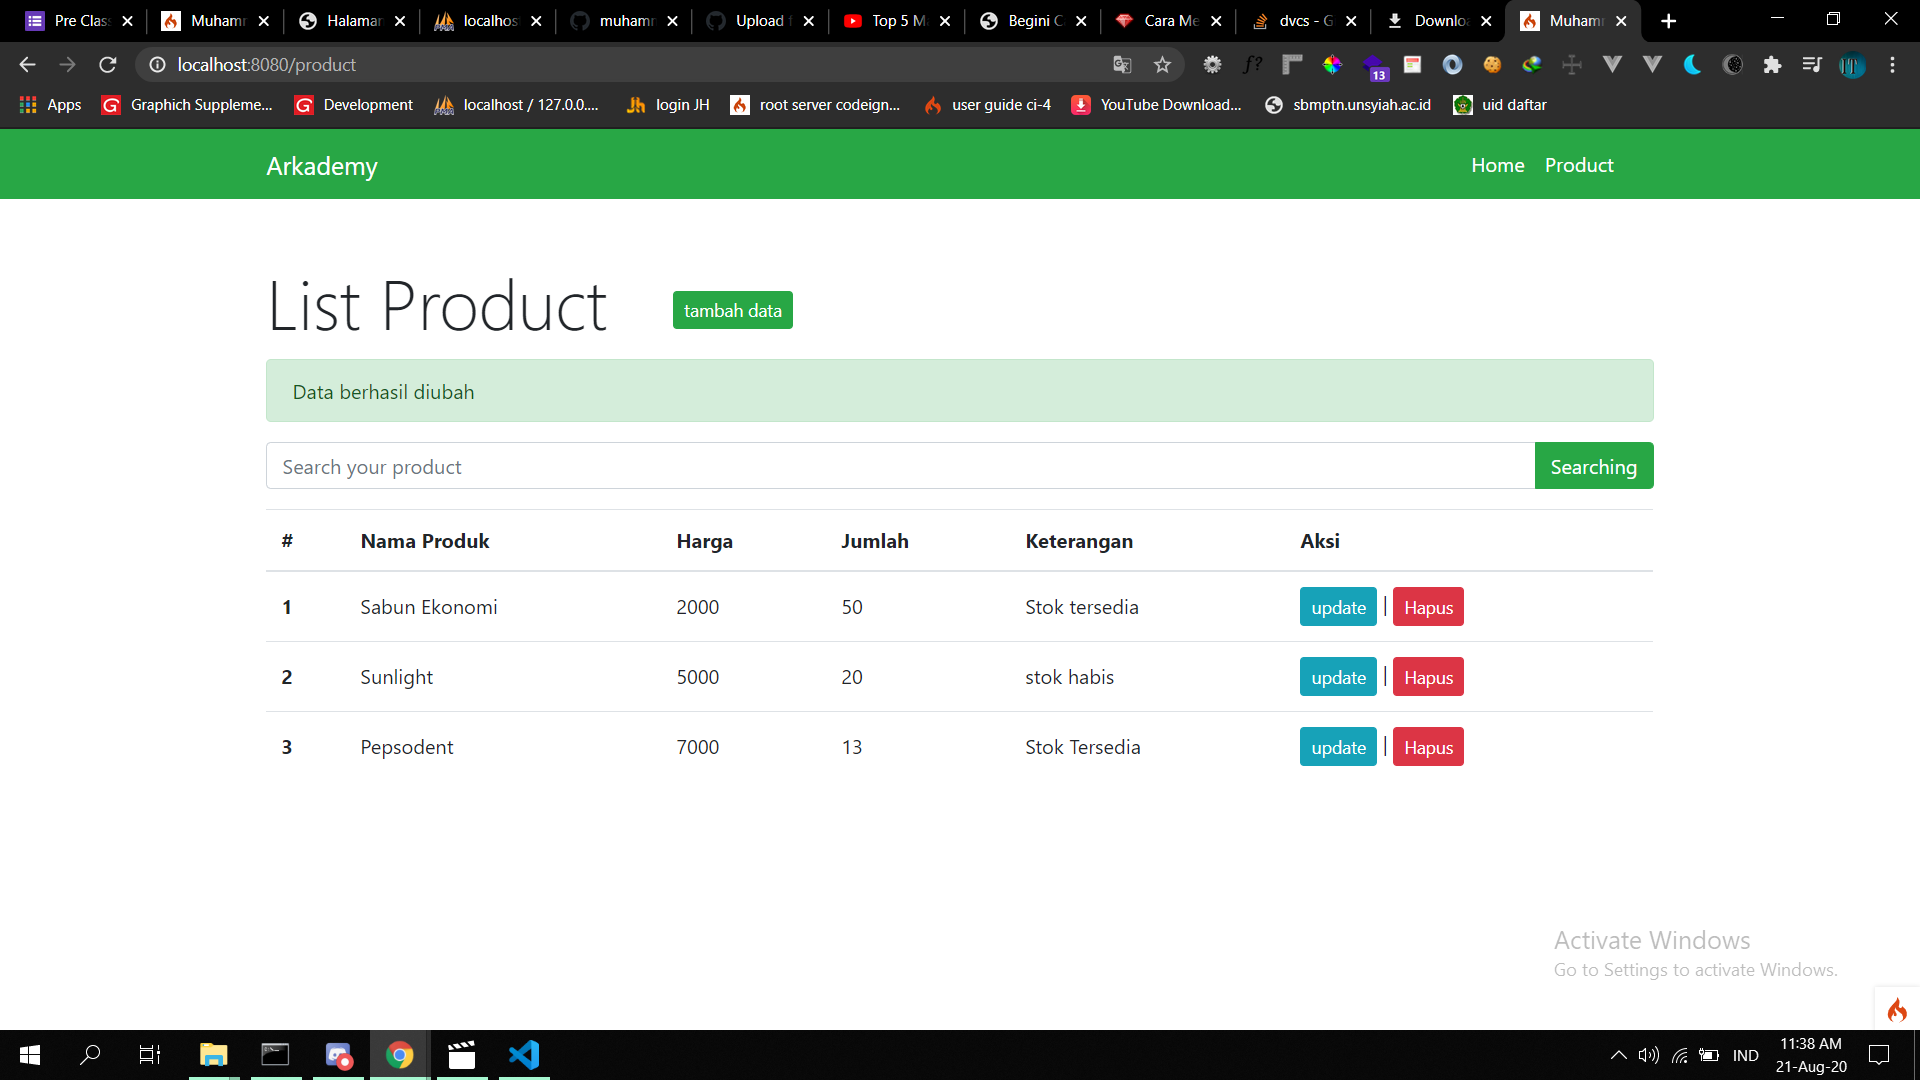 Pre Clas
Muhamm
Halaman
localhos
muhamm
Upload f
Top 5 M
Begini C
Cara Me
dvcs - G
Downloa
Muhamm
localhost:8080/product
13
Apps
Graphich Suppleme...
Development
localhost / 127.0.0....
login JH
root server codeign...
user guide ci-4
YouTube Download...
sbmptn.unsyiah.ac.id
uid daftar
Arkademy
Home Product
List Product
tambah data
Data berhasil diubah
Search your product
Searching
# Nama Produk Harga Jumlah Keterangan Aksi
1 Sabun Ekonomi 2000 50 Stok tersedia update | Hapus
2 Sunlight 5000 20 stok habis update | Hapus
3 Pepsodent 7000 13 Stok Tersedia update | Hapus
Activate Windows
Go to Settings to activate Windows.
IND
11:38 AM
21-Aug-20